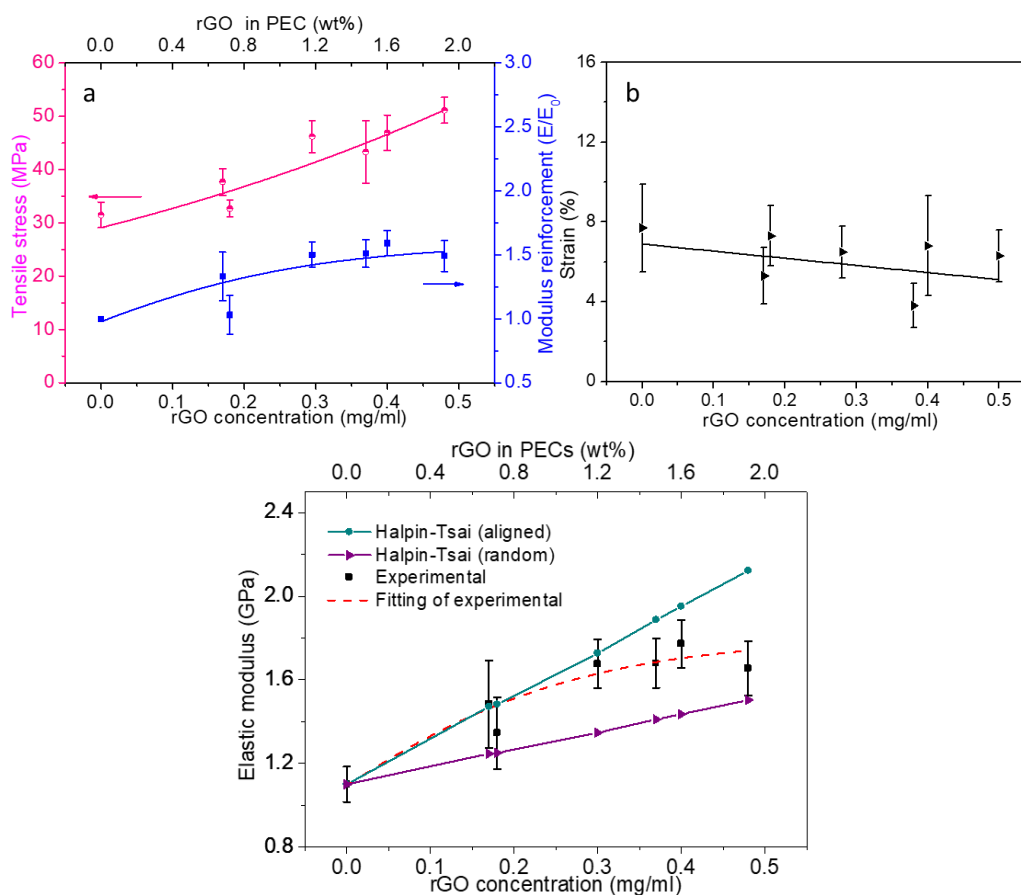 rGO in PEC (wt%)
0.0 0.4 0.8 1.2 1.6 2.0
a
60
50
40
30
20
10
0
Tensile stress (MPa)
3.0
2.5
2.0
1.5
1.0
0.5
Modulus reinforcement (E/E0)
0.0 0.1 0.2 0.3 0.4 0.5
rGO concentration (mg/ml)
b
16
12
8
4
0
Strain (%)
0.0 0.1 0.2 0.3 0.4 0.5
rGO concentration (mg/ml)
rGO in PECs (wt%)
0.0 0.4 0.8 1.2 1.6 2.0
Halpin-Tsai (aligned)
Halpin-Tsai (random)
Experimental
Fitting of experimental
2.4
2.0
1.6
1.2
0.8
Elastic modulus (GPa)
0.0 0.1 0.2 0.3 0.4 0.5
rGO concentration (mg/ml)